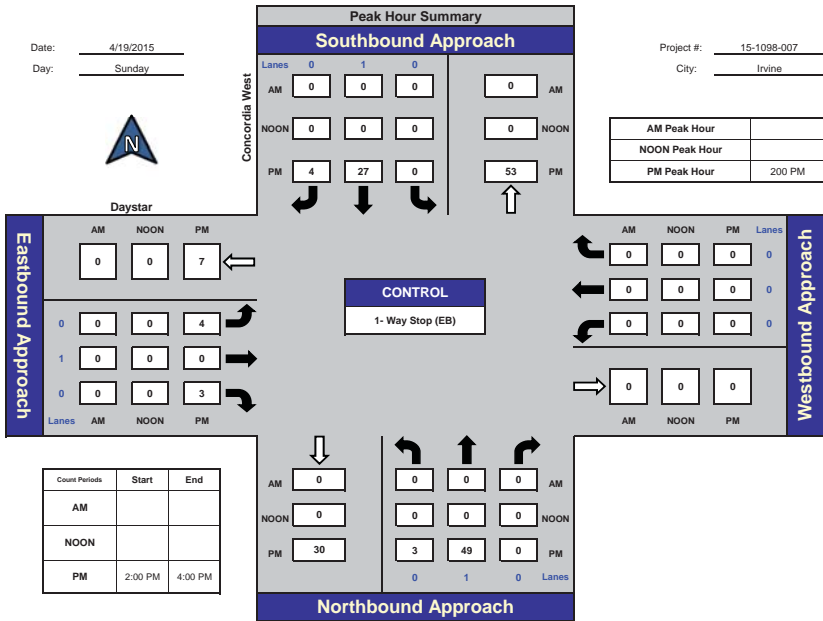 Peak Hour Summary
Southbound Approach
Date: 4/19/2015
Day: Sunday
Project #: 15-1098-007
City: Irvine
N
Concordia West
Lanes 0 1 0
AM 0 0 0 0 AM
NOON 0 0 0 0 NOON
PM 4 27 0 53 PM
AM Peak Hour
NOON Peak Hour
PM Peak Hour 200 PM
Daystar
Eastbound Approach
AM NOON PM
0 0 7
0 0 0 4
1 0 0 0
0 0 0 3
Lanes AM NOON PM
CONTROL
1- Way Stop (EB)
AM NOON PM Lanes
0 0 0 0
0 0 0 0
0 0 0 0
0 0 0
AM NOON PM
Westbound Approach
AM 0 0 0 0 AM
NOON 0 0 0 0 NOON
PM 30 3 49 0 PM
0 1 0 Lanes
Northbound Approach
Count Periods Start End
AM
NOON
PM 2:00 PM 4:00 PM